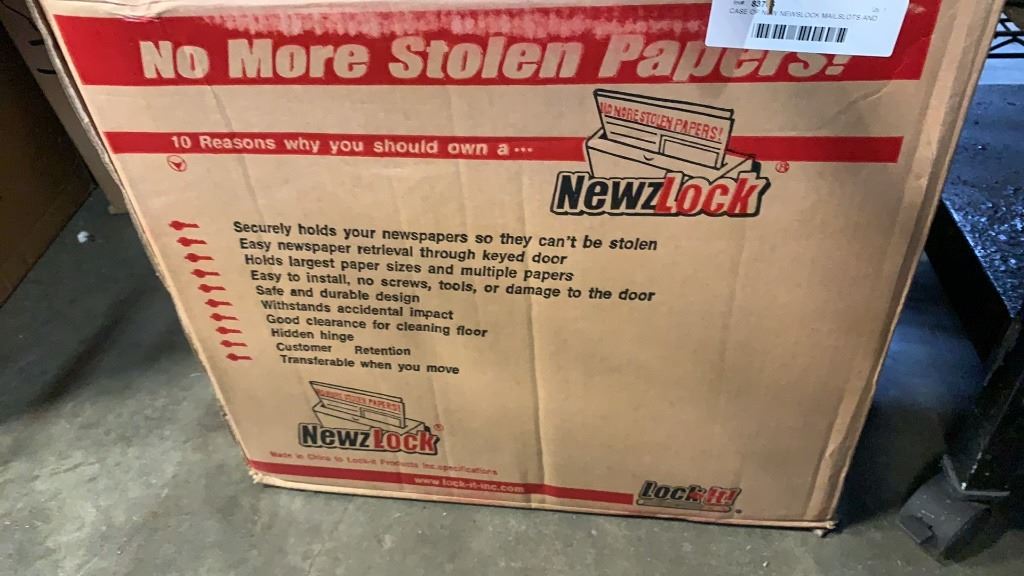 CASE OF NEW NEWSLOCK MAILSLOTS AND
No More Stolen Papers!
NO MORE STOLEN PAPERS!
10 Reasons why you should own a ...
NewzLock®
Securely holds your newspapers so they can't be stolen
Easy newspaper retrieval through keyed door
Holds largest paper sizes and multiple papers
Easy to install, no screws, tools, or damage to the door
Safe and durable design
Withstands accidental impact
Good clearance for cleaning floor
Hidden hinge
Customer Retention
Transferable when you move
NO MORE STOLEN PAPERS!
NewzLock®
Made in China to Lock-it Products Inc.specifications
www.lock-it-inc.com
Lock it!